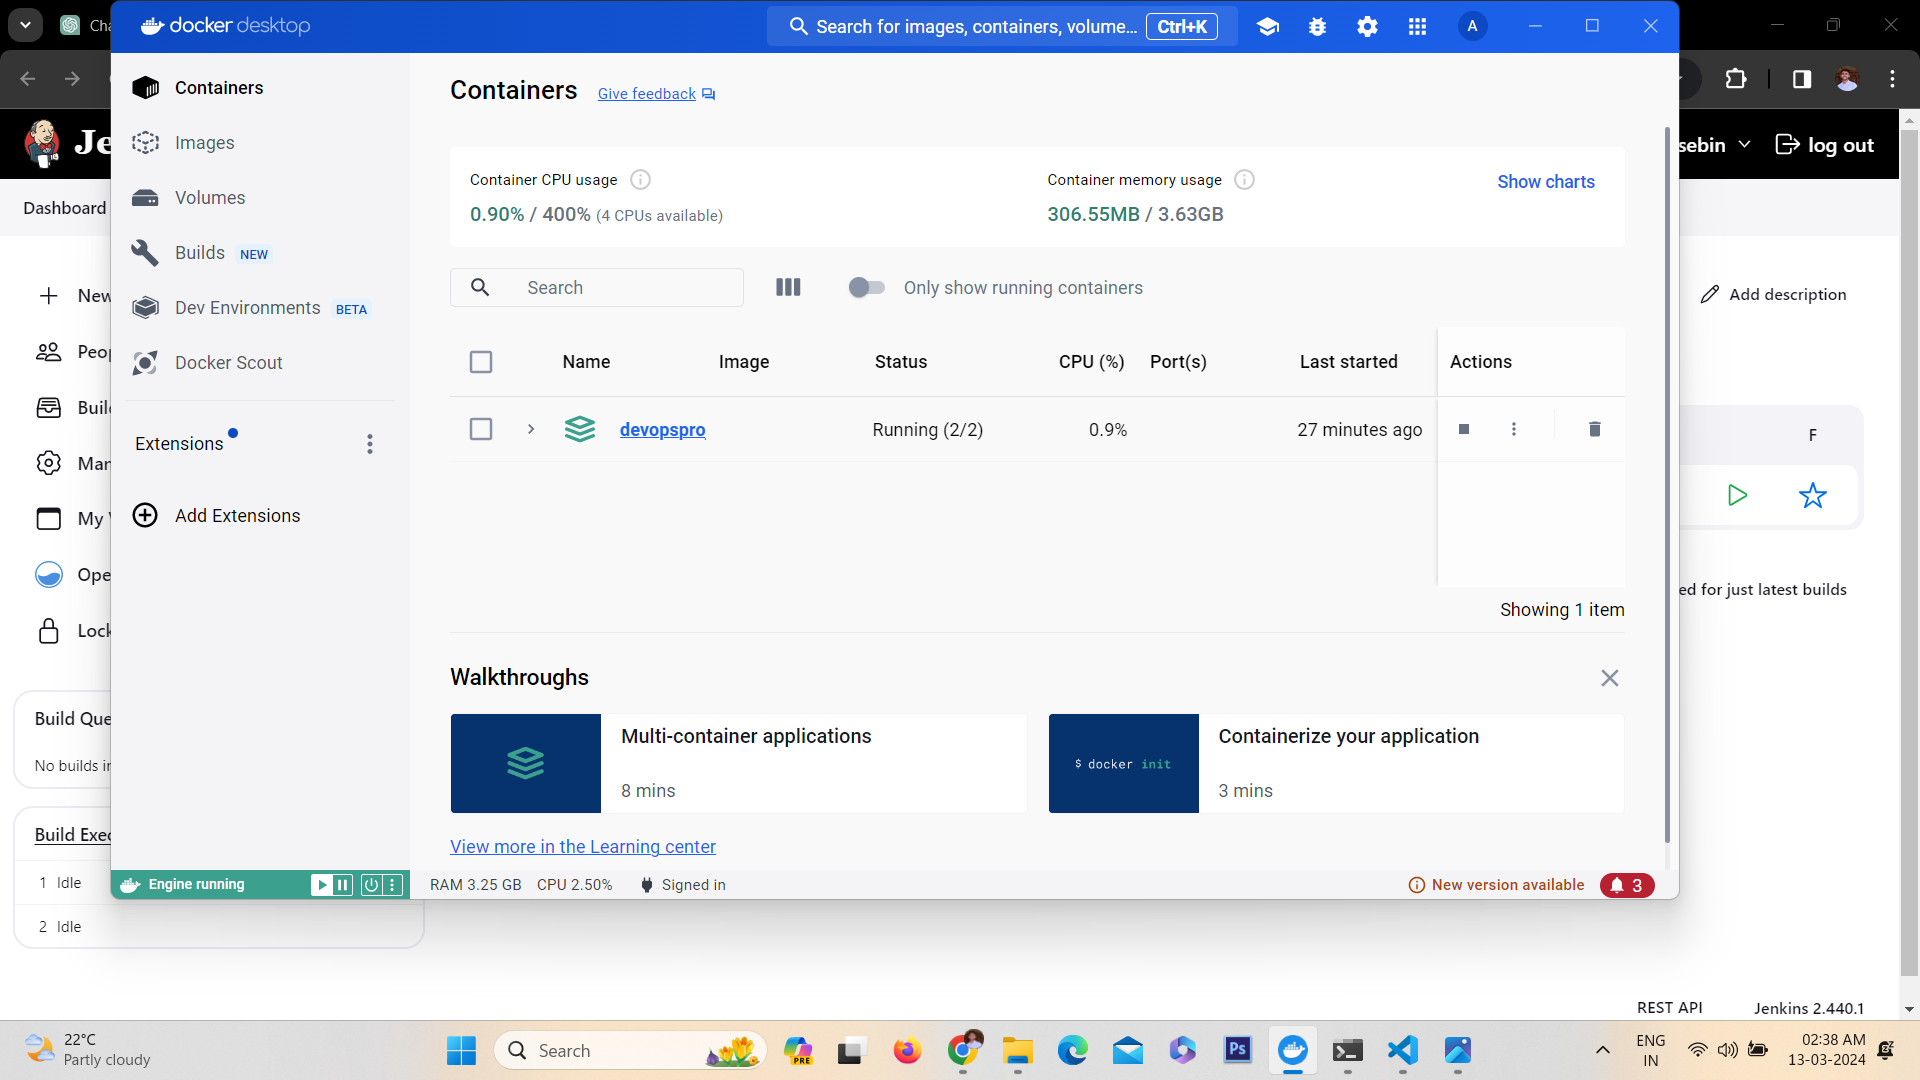 Cha
docker desktop
Search for images, containers, volume... Ctrl+K
A
Je
sebin
log out
Dashboard
New
Peop
Buil
Man
My V
Ope
Lock
Build Que
No builds in
Build Exec
1 Idle
2 Idle
Containers
Images
Volumes
Builds NEW
Dev Environments BETA
Docker Scout
Extensions
Add Extensions
Containers Give feedback
Container CPU usage
0.90% / 400% (4 CPUs available)
Container memory usage
306.55MB / 3.63GB
Show charts
Search
Only show running containers
Name Image Status CPU (%) Port(s) Last started Actions
devopspro Running (2/2) 0.9% 27 minutes ago
Showing 1 item
Walkthroughs
Multi-container applications
8 mins
$ docker init
Containerize your application
3 mins
View more in the Learning center
Engine running
RAM 3.25 GB CPU 2.50% Signed in
New version available 3
Add description
F
ed for just latest builds
REST API Jenkins 2.440.1
22°C
Partly cloudy
Search
PRE
Ps
ENG
IN
02:38 AM
13-03-2024